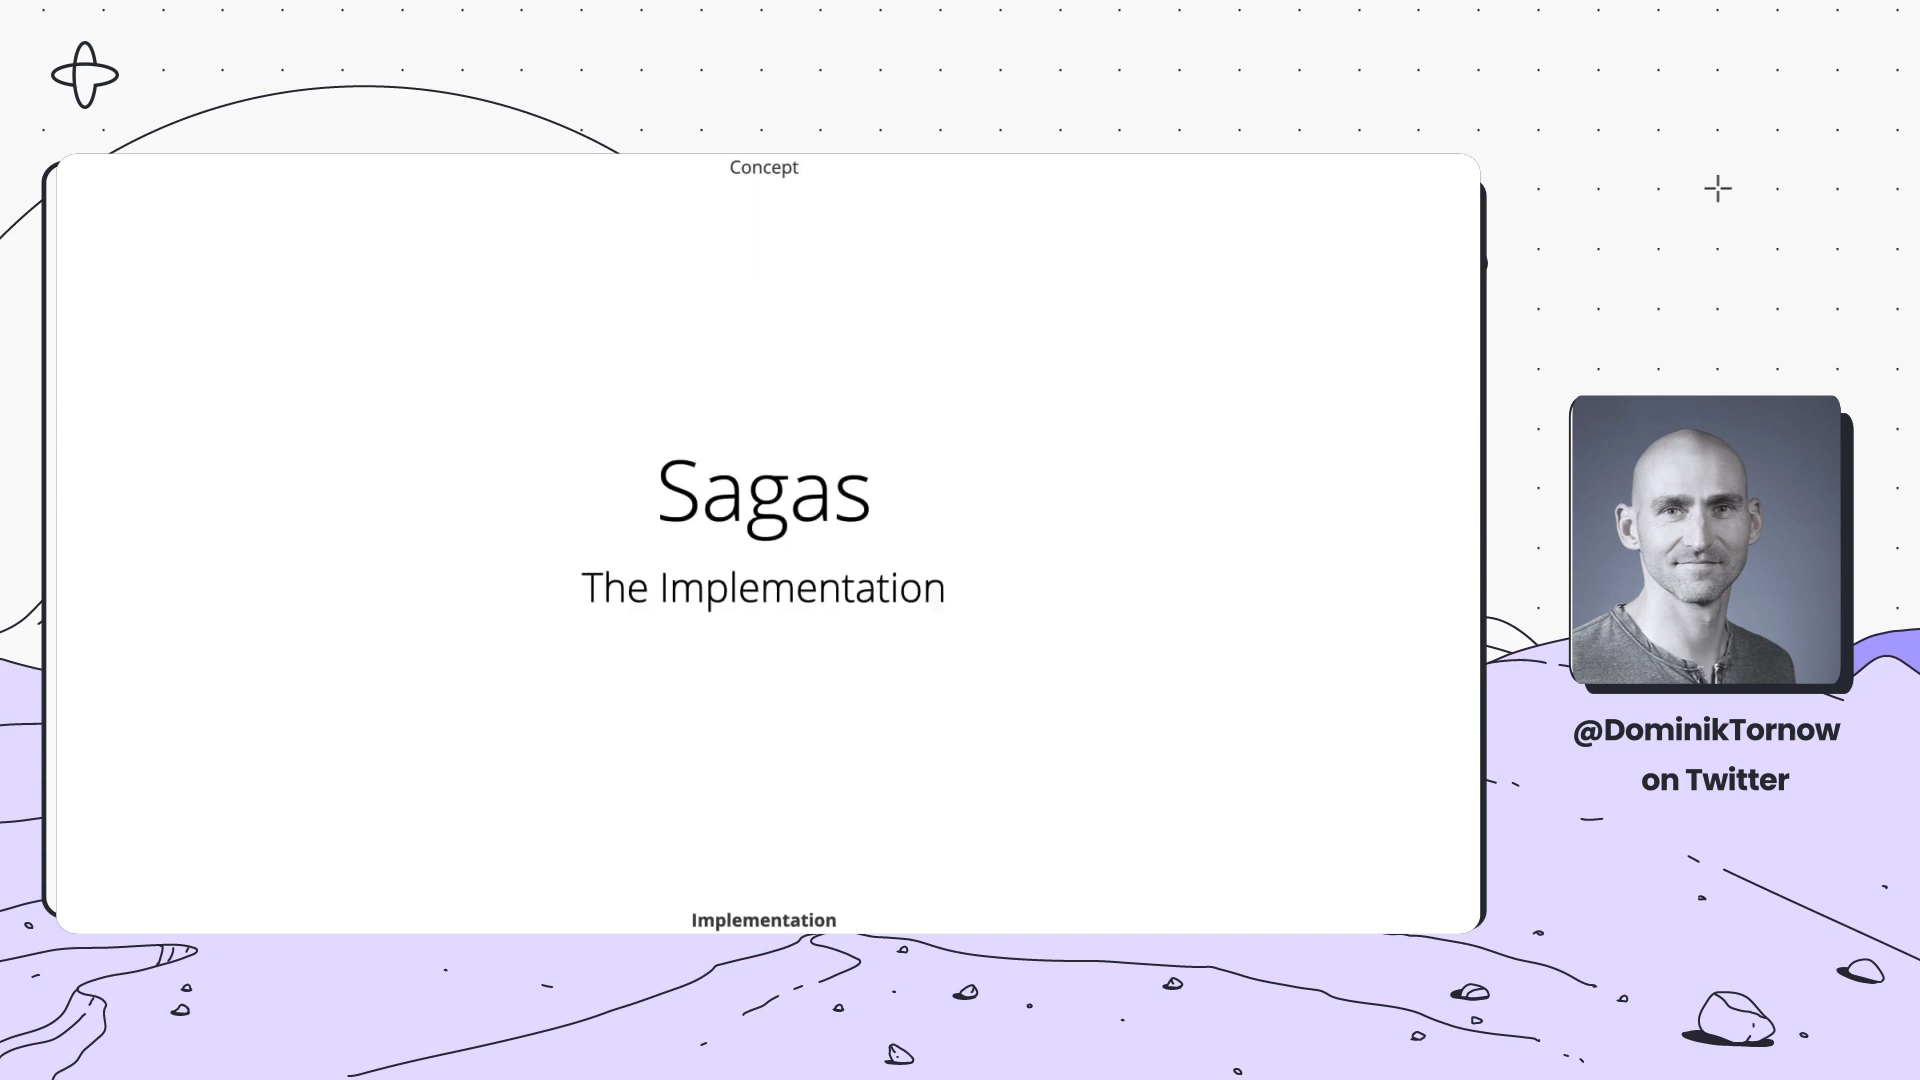 Concept
Sagas
The Implementation
Implementation
@DominikTornow
on Twitter